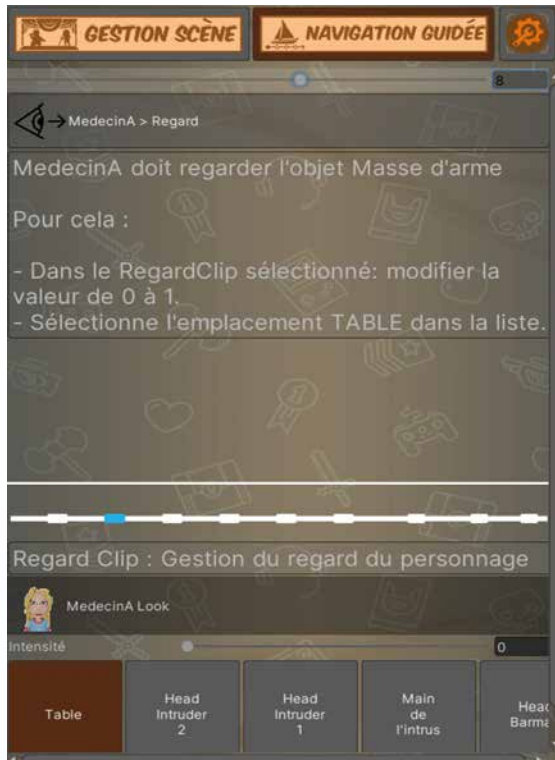 GESTION SCÈNE
NAVIGATION GUIDÉE
8
MedecinA > Regard
MedecinA doit regarder l'objet Masse d'arme
Pour cela :
- Dans le RegardClip sélectionné: modifier la
valeur de 0 à 1.
- Sélectionne l'emplacement TABLE dans la liste.
Regard Clip : Gestion du regard du personnage
MedecinA Look
Intensité
0
Table
Head
Intruder
2
Head
Intruder
1
Main
de
l'intrus
Head
Barma